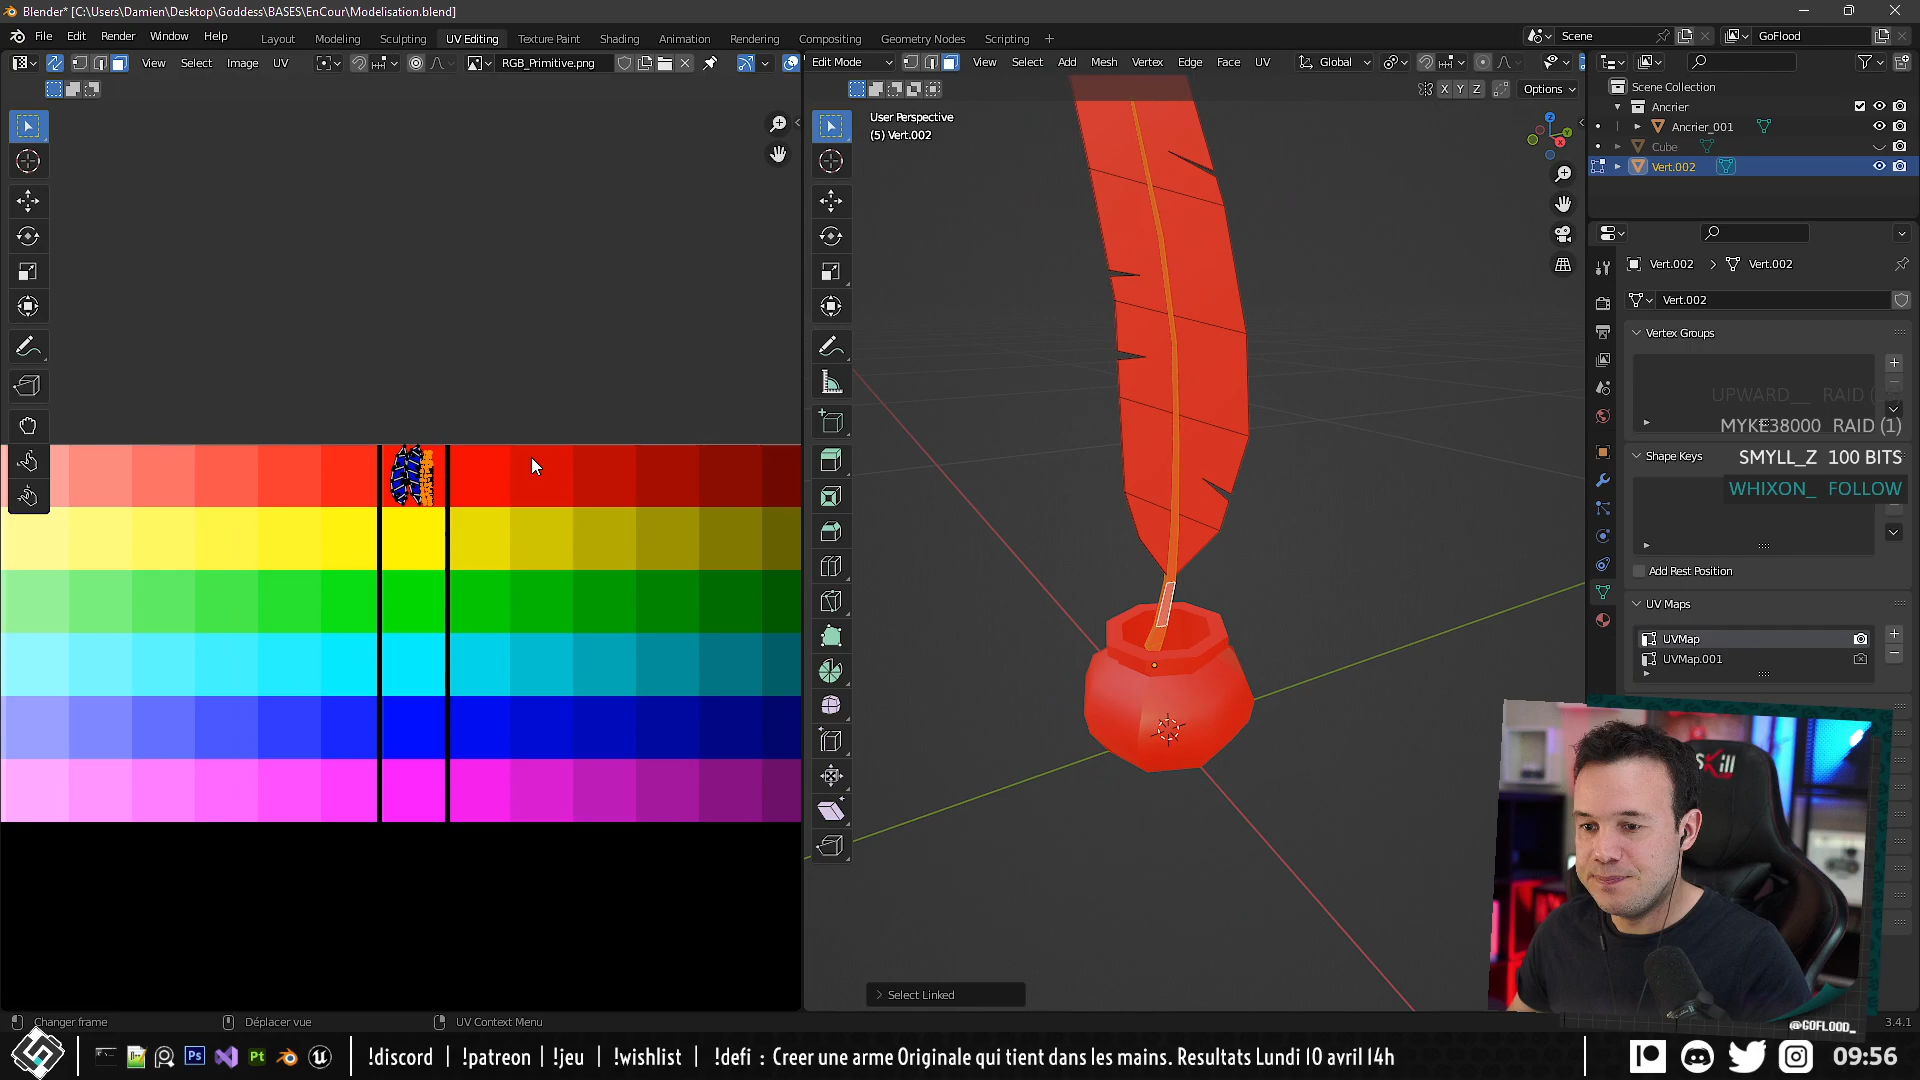 Blender* [C:\Users\Damien\Desktop\Goddess\BASES\EnCour\Modelisation.blend]
File Edit Render Window Help Layout Modeling Sculpting UV Editing Texture Paint Shading Animation Rendering Compositing Geometry Nodes Scripting Scene GoFlood
View Select Image UV RGB_Primitive.png Edit Mode View Select Add Mesh Vertex Edge Face UV Global
X Y Z Options
Scene Collection
Ancrier
Ancrier_001
Cube
Vert.002
User Perspective
(5) Vert.002
Vert.002 Vert.002
Vert.002
Vertex Groups
UPWARD__ RAID
MYKE38000 RAID (1)
Shape Keys
SMYLL_Z 100 BITS
WHIXON_ FOLLOW
Add Rest Position
UV Maps
UVMap
UVMap.001
Select Linked
Changer frame Déplacer vue UV Context Menu
3.4.1
@GOFLOOD_
!discord | !patreon | !jeu | !wishlist | !defi : Creer une arme Originale qui tient dans les mains. Resultats Lundi 10 avril 14h
09:56